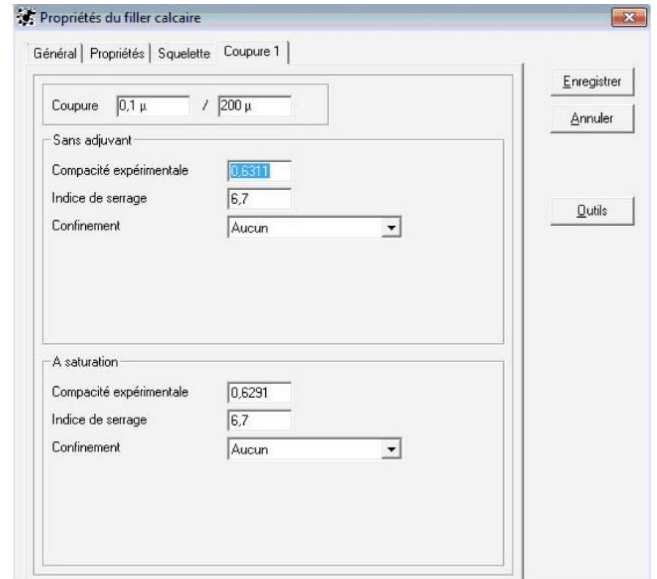 Propriétés du filler calcaire
Général Propriétés Squelette Coupure 1
Enregistrer
Annuler
Outils
Coupure 0,1 µ / 200 µ
Sans adjuvant
Compacité expérimentale 0,6311
Indice de serrage 6,7
Confinement Aucun
A saturation
Compacité expérimentale 0,6291
Indice de serrage 6,7
Confinement Aucun